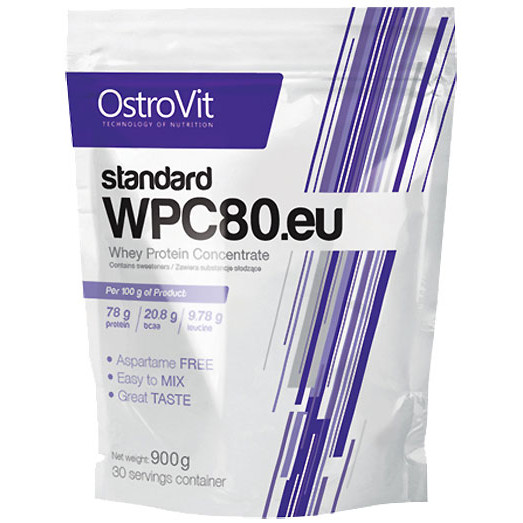 OstroVit
TECHNOLOGY OF NUTRITION
standard
WPC80.eu
Whey Protein Concentrate
Contains sweeteners / Zawiera substancje słodzące
Per 100 g of Product:
78 g protein
20.8 g bcaa
9.78 g leucine
• Aspartame FREE
• Easy to MIX
• Great TASTE
Net weight: 900g
30 servings container